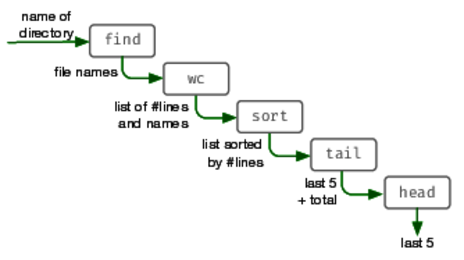 name of
directory
find
file names
wc
list of #lines
and names
sort
list sorted
by #lines
tail
last 5
+ total
head
last 5